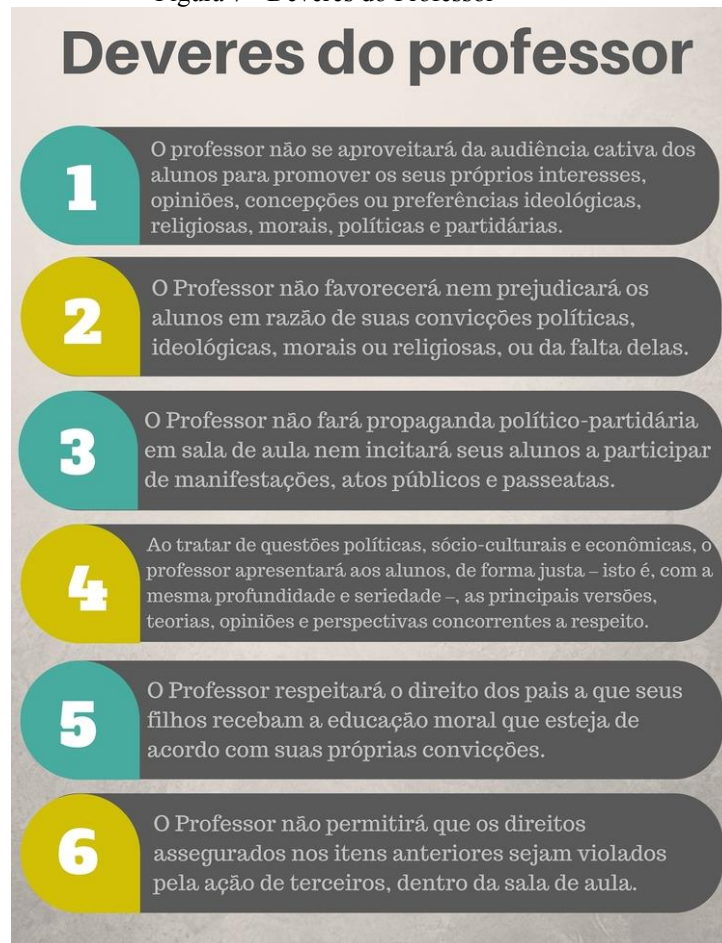 Deveres do professor
1
O professor não se aproveitará da audiência cativa dos
alunos para promover os seus próprios interesses,
opiniões, concepções ou preferências ideológicas,
religiosas, morais, políticas e partidárias.
2
O Professor não favorecerá nem prejudicará os
alunos em razão de suas convicções políticas,
ideológicas, morais ou religiosas, ou da falta delas.
3
O Professor não fará propaganda político-partidária
em sala de aula nem incitará seus alunos a participar
de manifestações, atos públicos e passeatas.
4
Ao tratar de questões políticas, sócio-culturais e econômicas, o
professor apresentará aos alunos, de forma justa – isto é, com a
mesma profundidade e seriedade –, as principais versões,
teorias, opiniões e perspectivas concorrentes a respeito.
5
O Professor respeitará o direito dos pais a que seus
filhos recebam a educação moral que esteja de
acordo com suas próprias convicções.
6
O Professor não permitirá que os direitos
assegurados nos itens anteriores sejam violados
pela ação de terceiros, dentro da sala de aula.